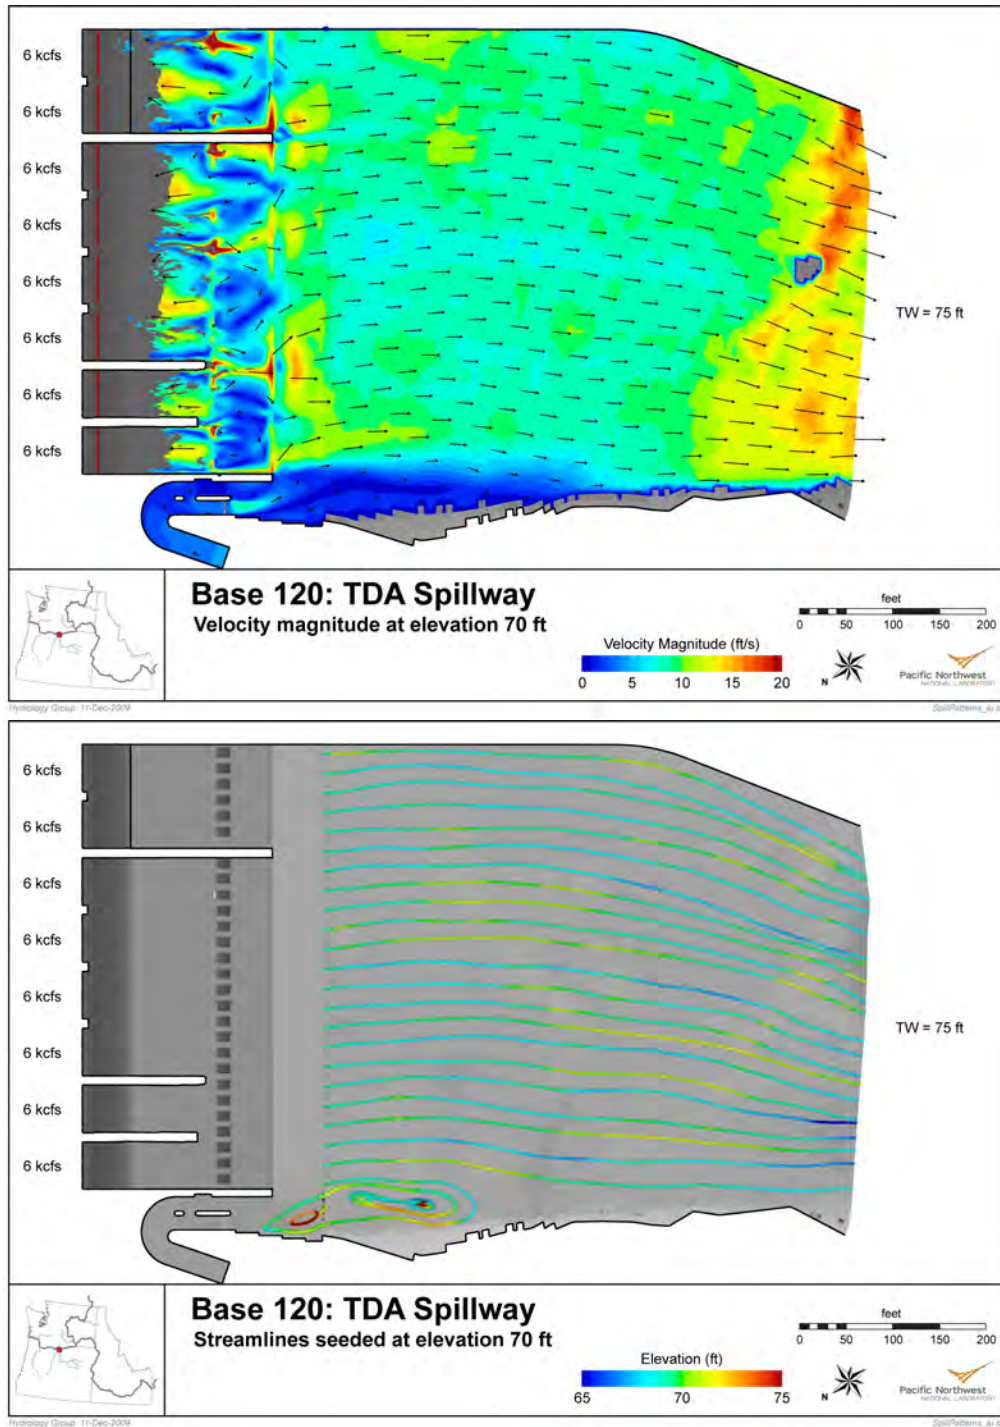 6 kcfs
6 kcfs
6 kcfs
6 kcfs
6 kcfs
6 kcfs
6 kcfs
6 kcfs
TW = 75 ft
Base 120: TDA Spillway
Velocity magnitude at elevation 70 ft
Velocity Magnitude (ft/s)
0 5 10 15 20
feet
0 50 100 150 200
N
Pacific Northwest
NATIONAL LABORATORY
Hydrology Group 11-Dec-2009
6 kcfs
6 kcfs
6 kcfs
6 kcfs
6 kcfs
6 kcfs
6 kcfs
6 kcfs
TW = 75 ft
Base 120: TDA Spillway
Streamlines seeded at elevation 70 ft
Elevation (ft)
65 70 75
feet
0 50 100 150 200
N
Pacific Northwest
NATIONAL LABORATORY
Hydrology Group 11-Dec-2009